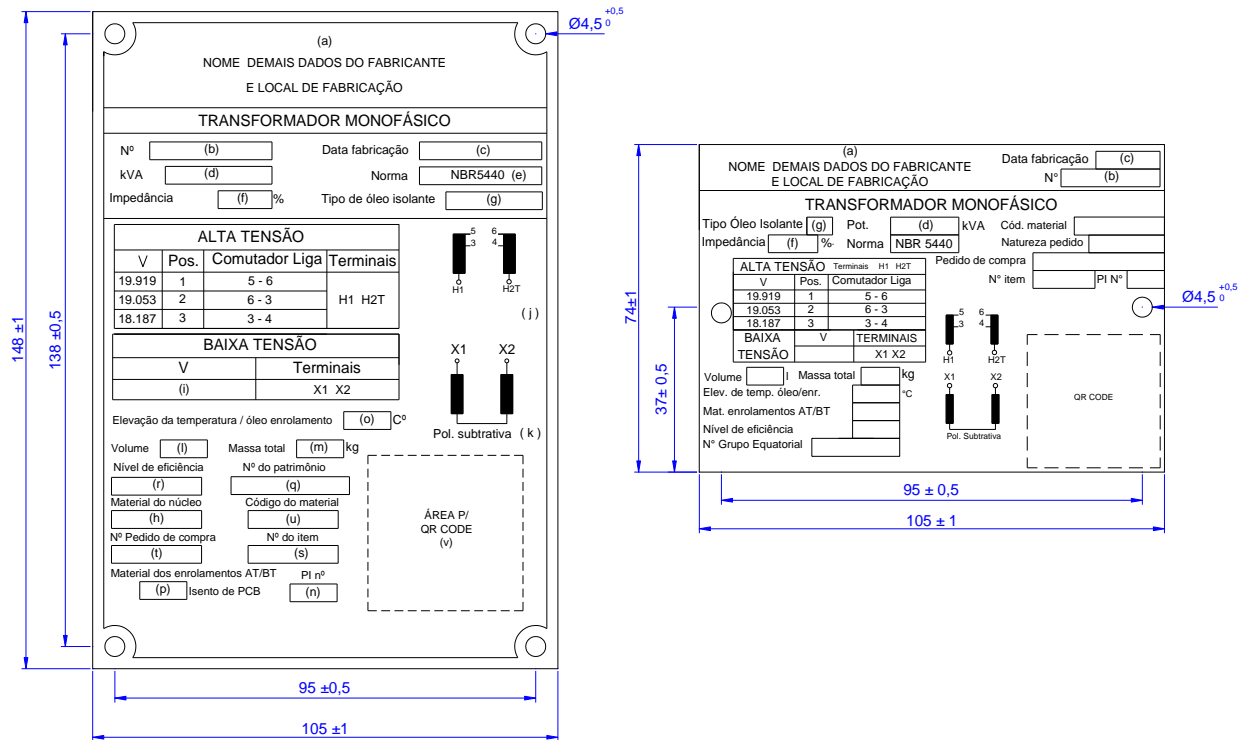 (a)
NOME DEMAIS DADOS DO FABRICANTE
E LOCAL DE FABRICAÇÃO
TRANSFORMADOR MONOFÁSICO
Nº (b) Data fabricação (c)
kVA (d) Norma NBR5440 (e)
Impedância (f) % Tipo de óleo isolante (g)
ALTA TENSÃO
V Pos. Comutador Liga Terminais
19.919 1 5 - 6
19.053 2 6 - 3 H1 H2T
18.187 3 3 - 4
5 6
3 4
H1 H2T
( j )
BAIXA TENSÃO
V Terminais
(i) X1 X2
X1 X2
Pol. subtrativa ( k )
Elevação da temperatura / óleo enrolamento (o) Cº
Volume (l) Massa total (m) kg
Nível de eficiência Nº do patrimônio
(r) (q)
Material do núcleo Código do material
(h) (u)
Nº Pedido de compra Nº do item
(t) (s)
Material dos enrolamentos AT/BT PI nº
(p) Isento de PCB (n)
ÁREA P/
QR CODE
(v)
148 ±1
138 ±0,5
95 ±0,5
105 ±1
Ø4,5 +0,5 0
(a)
NOME DEMAIS DADOS DO FABRICANTE
E LOCAL DE FABRICAÇÃO
Data fabricação (c)
N° (b)
TRANSFORMADOR MONOFÁSICO
Tipo Óleo Isolante (g) Pot. (d) kVA Cód. material
Impedância (f) %. Norma NBR 5440 Natureza pedido
Pedido de compra
N° item PI N°
ALTA TENSÃO Terminais H1 H2T
V Pos. Comutador Liga
19.919 1 5 - 6
19.053 2 6 - 3
18.187 3 3 - 4
BAIXA V TERMINAIS
TENSÃO X1 X2
5 6
3 4
H1 H2T
X1 X2
Pol. Subtrativa
Volume l Massa total kg
Elev. de temp. óleo/enr. °C
Mat. enrolamentos AT/BT
Nível de eficiência
N° Grupo Equatorial
QR CODE
74±1
37± 0,5
95 ± 0,5
105 ± 1
Ø4,5 +0,5 0